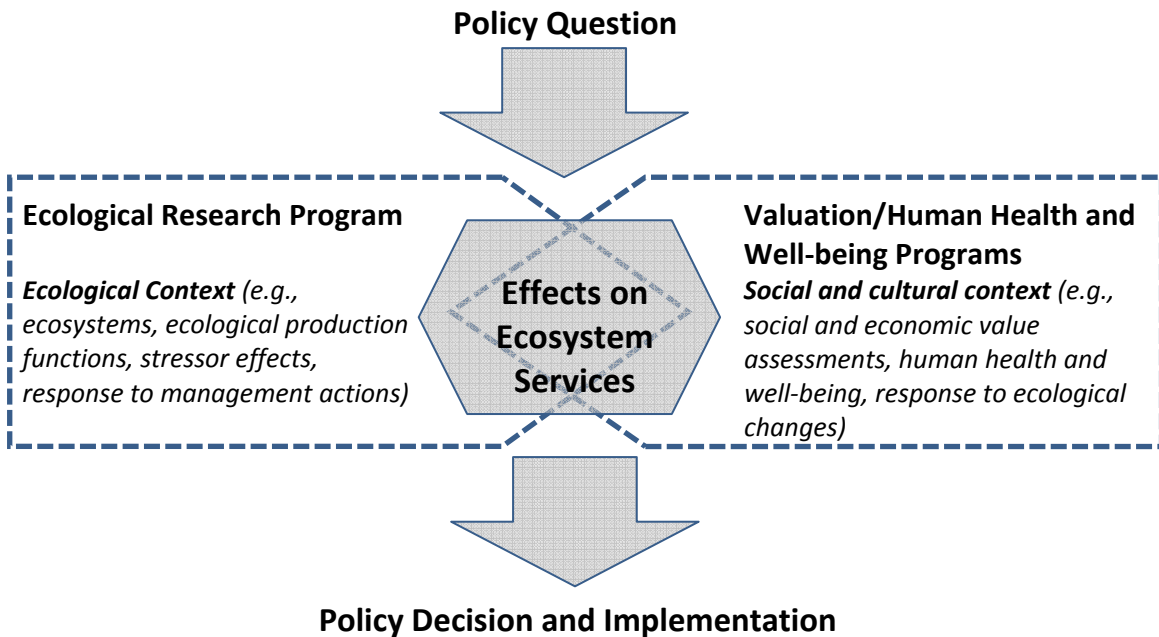 Policy Question
Ecological Research Program
Ecological Context (e.g.,
ecosystems, ecological production
functions, stressor effects,
response to management actions)
Effects on
Ecosystem
Services
Valuation/Human Health and
Well-being Programs
Social and cultural context (e.g.,
social and economic value
assessments, human health and
well-being, response to ecological
changes)
Policy Decision and Implementation